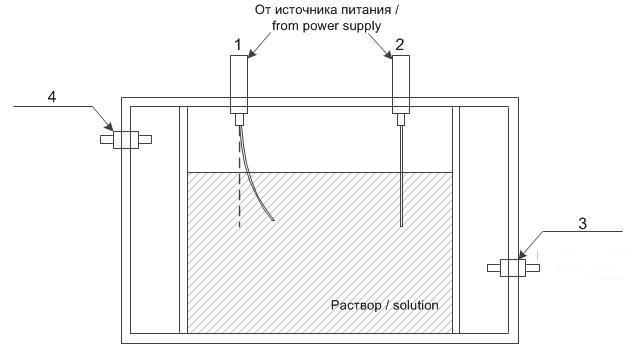 От источника питания /
from power supply
1
2
4
3
Раствор / solution